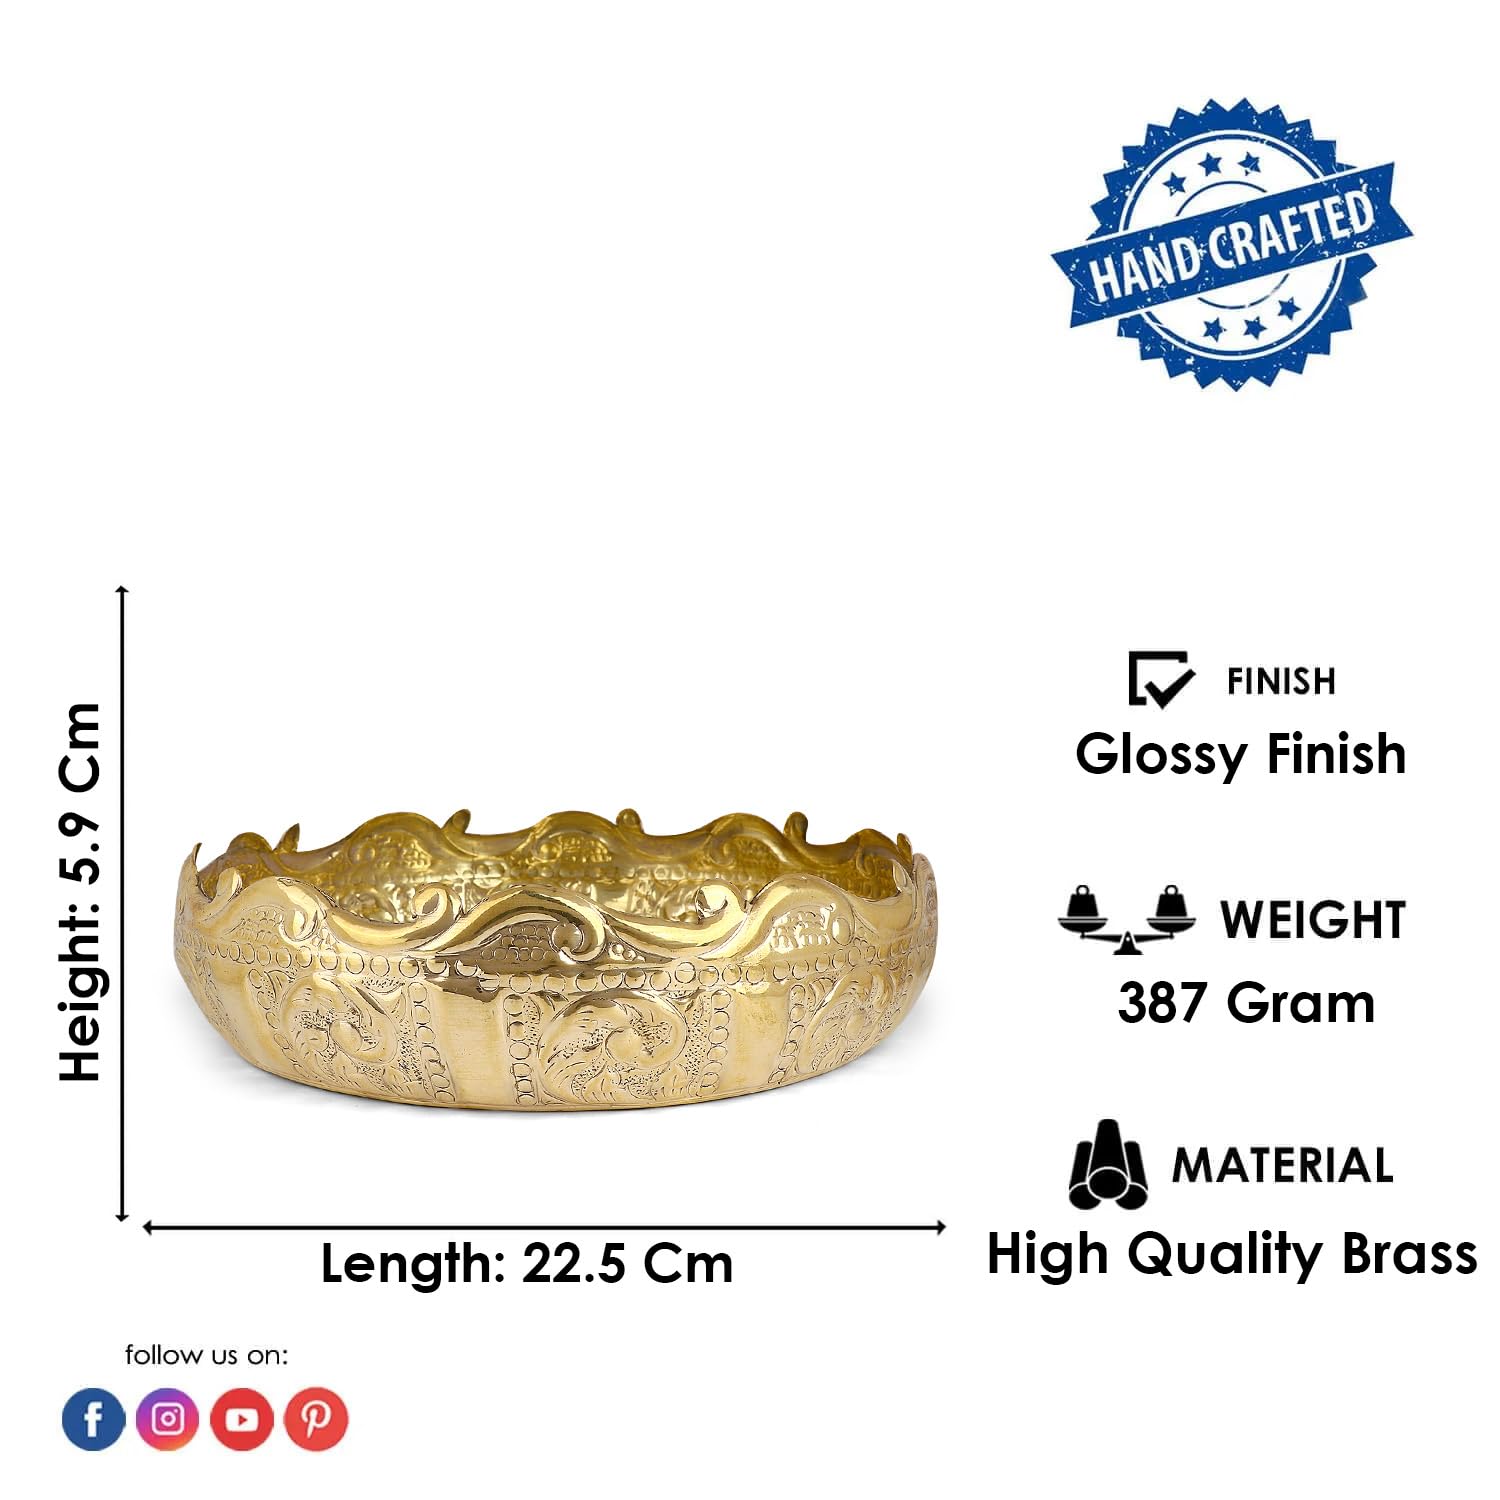 HAND CRAFTED
Height: 5.9 Cm
Length: 22.5 Cm
FINISH
Glossy Finish
WEIGHT
387 Gram
MATERIAL
High Quality Brass
follow us on: